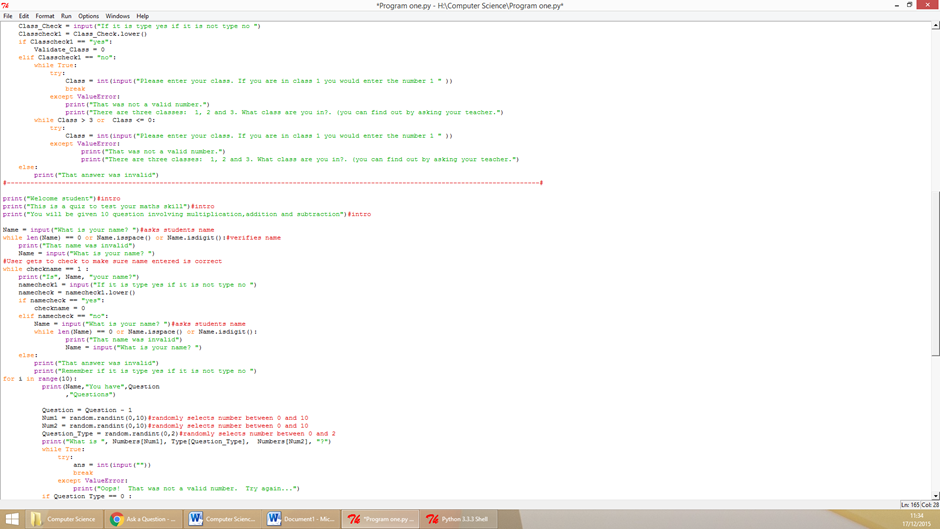 *Program one.py - H:\Computer Science\Program one.py*
File Edit Format Run Options Windows Help
Class_Check = input("If it is type yes if it is not type no ")
Classcheck1 = Class_Check.lower()
if Classcheck1 == "yes":
Validate_Class = 0
elif Classcheck1 == "no":
while True:
try:
Class = int(input("Please enter your class. If you are in class 1 you would enter the number 1 " ))
break
except ValueError:
print("That was not a valid number.")
print("There are three classes:  1, 2 and 3. What class are you in?. (you can find out by asking your teacher.")
while Class > 3 or  Class <= 0:
try:
Class = int(input("Please enter your class. If you are in class 1 you would enter the number 1 " ))
except ValueError:
print("That was not a valid number.")
print("There are three classes:  1, 2 and 3. What class are you in?. (you can find out by asking your teacher.")
else:
print("That answer was invalid")
print("Welcome student")#intro
print("This is a quiz to test your maths skill")#intro
print("You will be given 10 question involving multiplication,addition and subtraction")#intro
Name = input("What is your name? ")#asks students name
while len(Name) == 0 or Name.isspace() or Name.isdigit():#verifies name
print("That name was invalid")
Name = input("What is your name? ")
#User gets to check to make sure name entered is correct
while checkname == 1 :
print("Is", Name, "your name?")
namecheck1 = input("If it is type yes if it is not type no ")
namecheck = namecheck1.lower()
if namecheck == "yes":
checkname = 0
elif namecheck == "no":
Name = input("What is your name? ")#asks students name
while len(Name) == 0 or Name.isspace() or Name.isdigit():
print("That name was invalid")
Name = input("What is your name? ")
else:
print("That answer was invalid")
print("Remember if it is type yes if it is not type no ")
for i in range(10):
print(Name,"You have",Question
,"Questions")
Question = Question - 1
Num1 = random.randint(0,10)#randomly selects number between 0 and 10
Num2 = random.randint(0,10)#randomly selects number between 0 and 10
Question_Type = random.randint(0,2)#randomly selects number between 0 and 2
print("What is ", Numbers[Num1], Type[Question_Type],  Numbers[Num2], "?")
while True:
try:
ans = int(input(""))
break
except ValueError:
print("Oops!  That was not a valid number.  Try again...")
if Question_Type == 0 :
Ln: 165 Col: 28
Computer Science
Ask a Question - ...
Computer Scienc...
Document1 - Mic...
*Program one.py ...
Python 3.3.3 Shell
11:34
17/12/2015